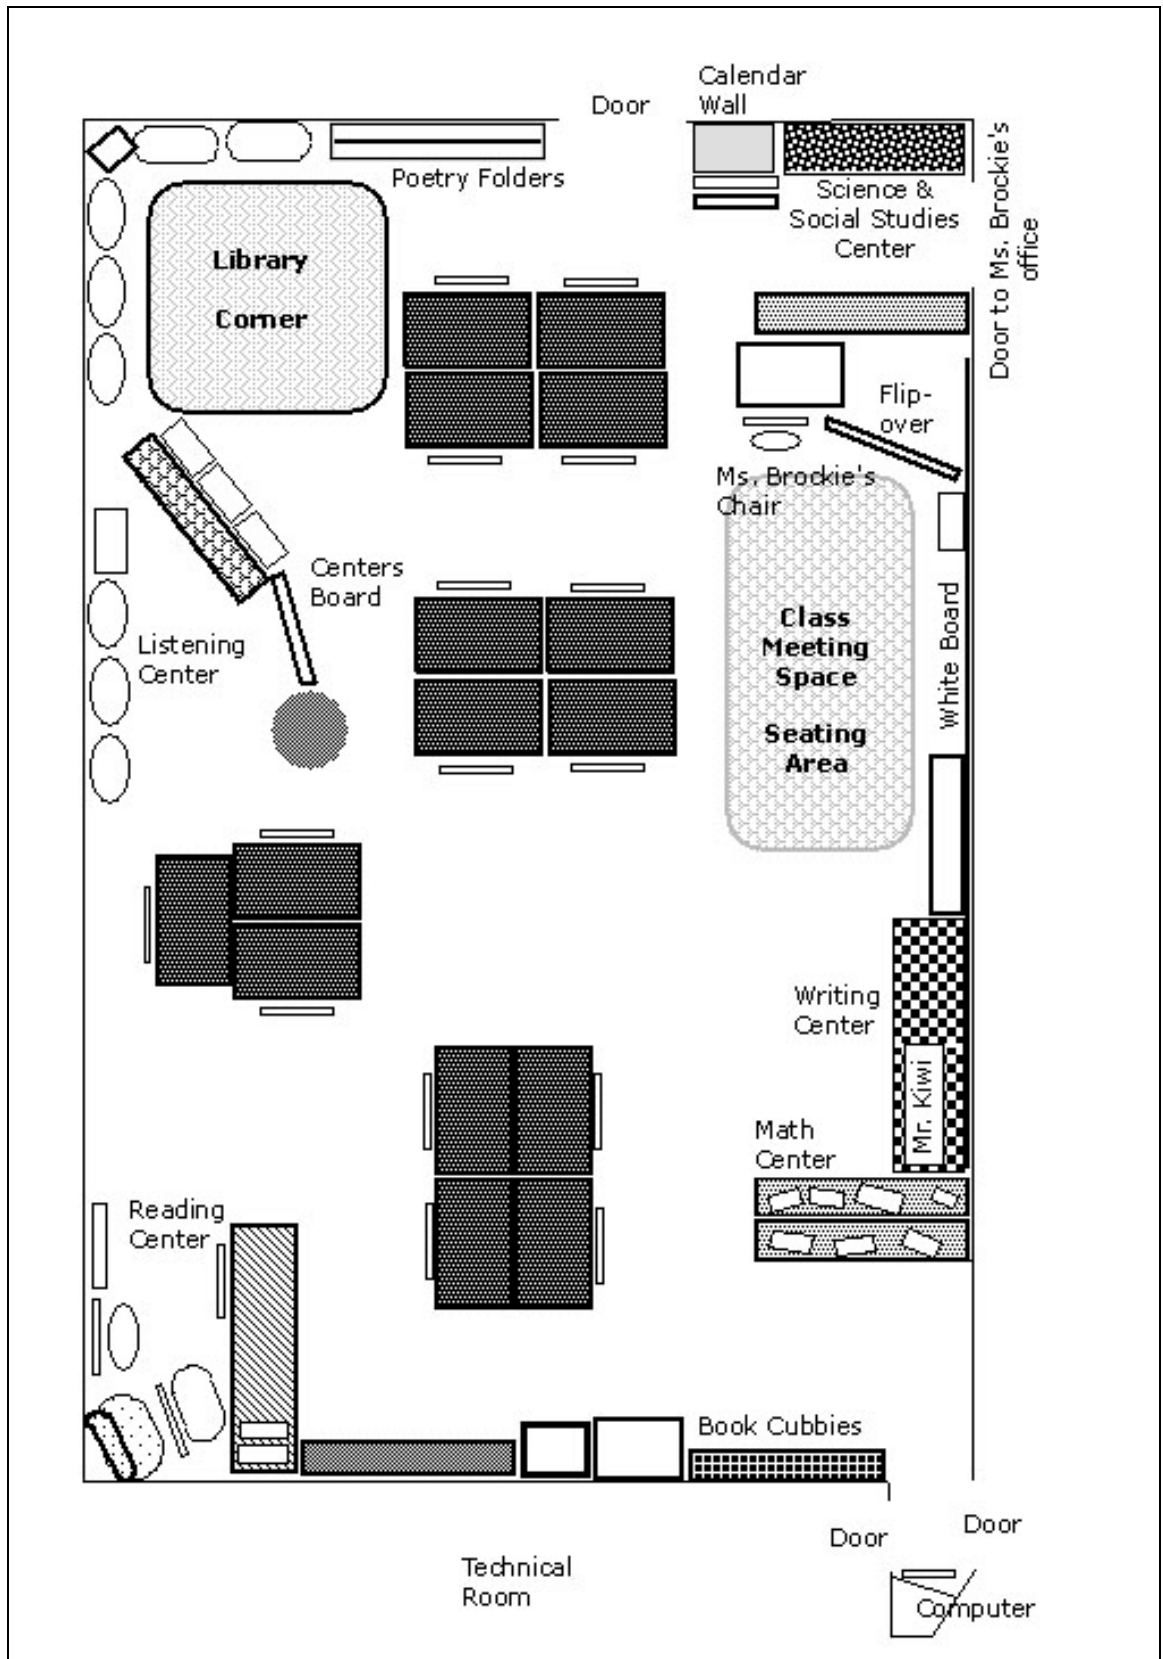 Calendar
Wall
Door
Poetry Folders
Science &
Social Studies
Center
Door to Ms. Brockie's
office
Library
Corner
Flip-
over
Ms. Brockie's
Chair
Centers
Board
Listening
Center
Class
Meeting
Space
Seating
Area
White Board
Writing
Center
Mr. Kiwi
Math
Center
Reading
Center
Book Cubbies
Door
Door
Technical
Room
Computer